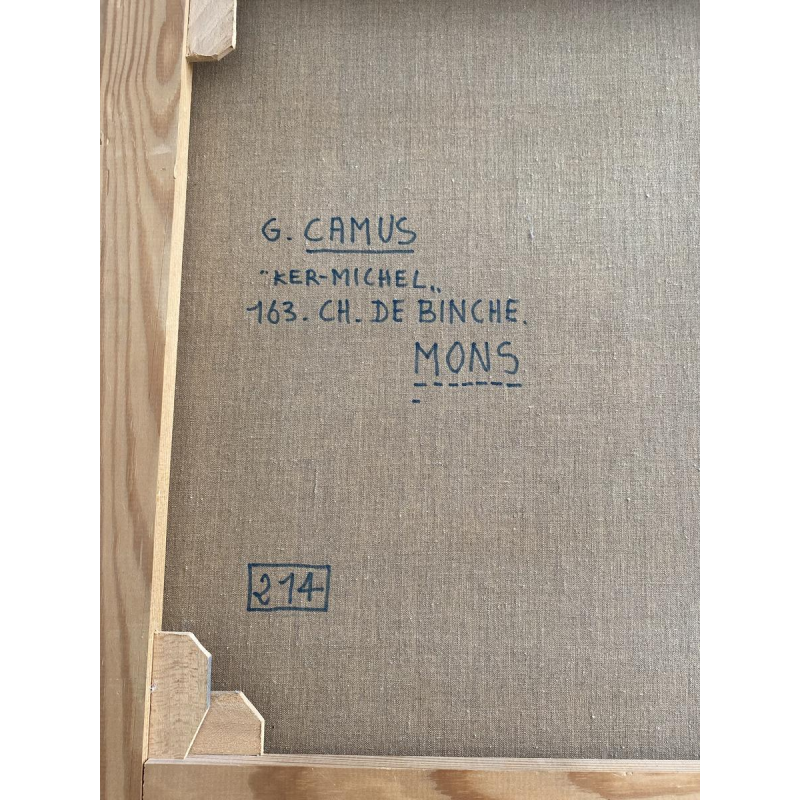 G. CAMUS
"KER-MICHEL„
163. CH. DE BINCHE.
MONS
214